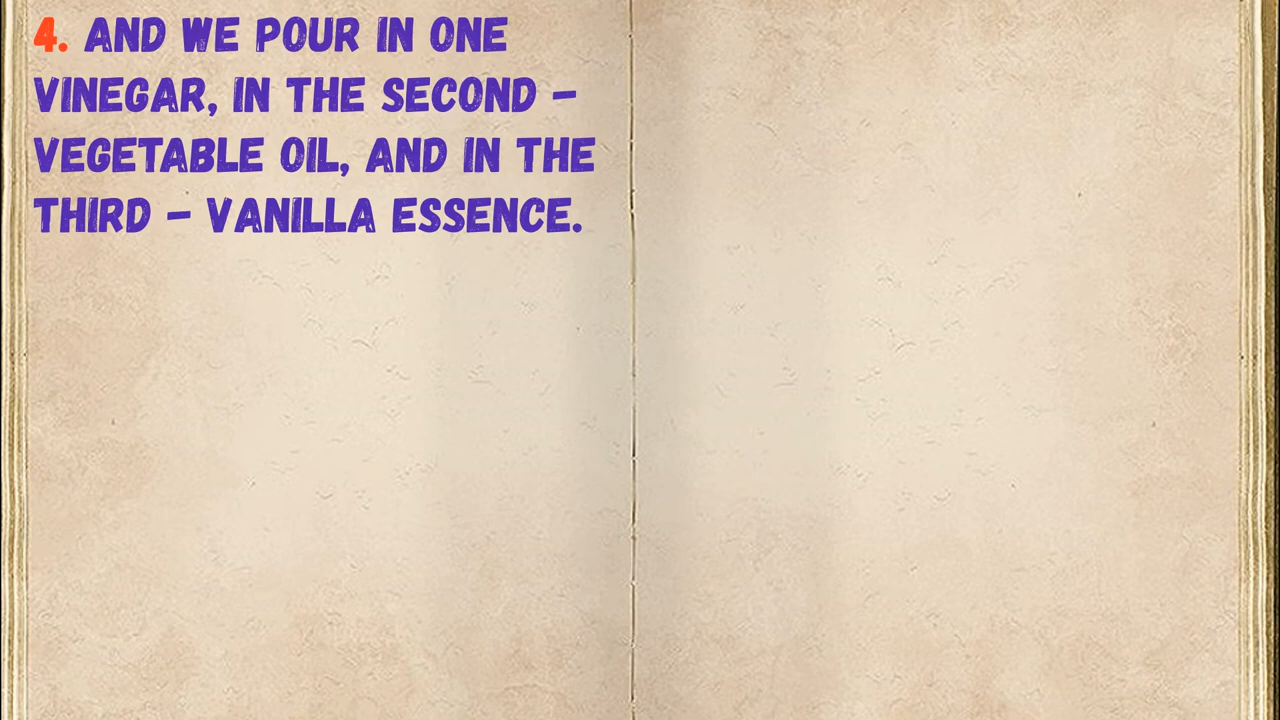 4. AND WE POUR IN ONE
VINEGAR, IN THE SECOND –
VEGETABLE OIL, AND IN THE
THIRD – VANILLA ESSENCE.